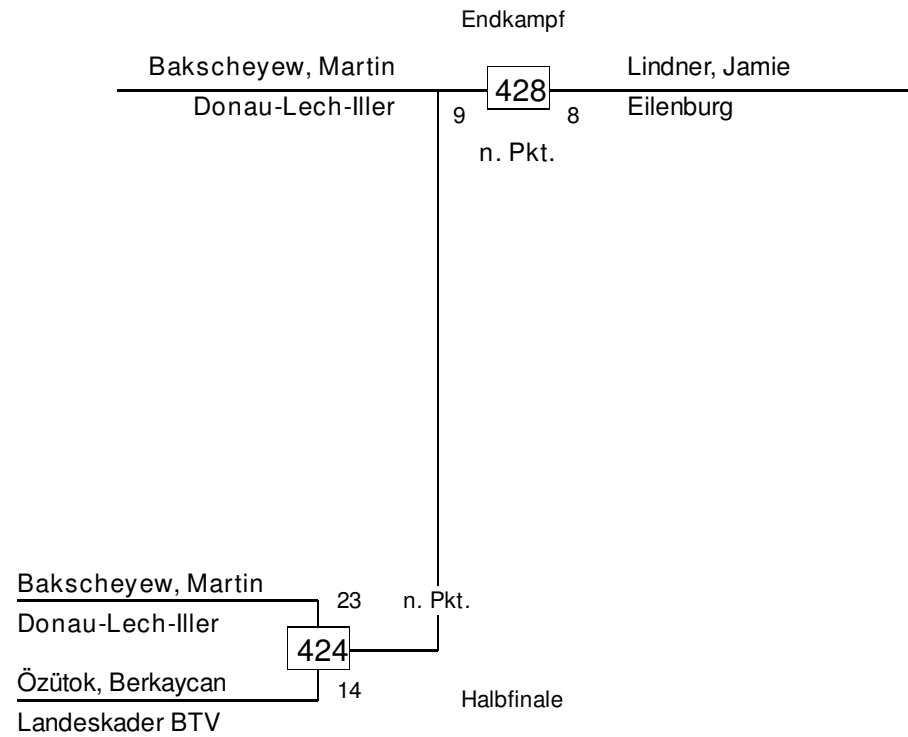 Endkampf
Bakscheyew, Martin
428
Lindner, Jamie
Donau-Lech-Iller
9
8
Eilenburg
n. Pkt.
Bakscheyew, Martin
23
n. Pkt.
Donau-Lech-Iller
424
Özütok, Berkaycan
14
Halbfinale
Landeskader BTV